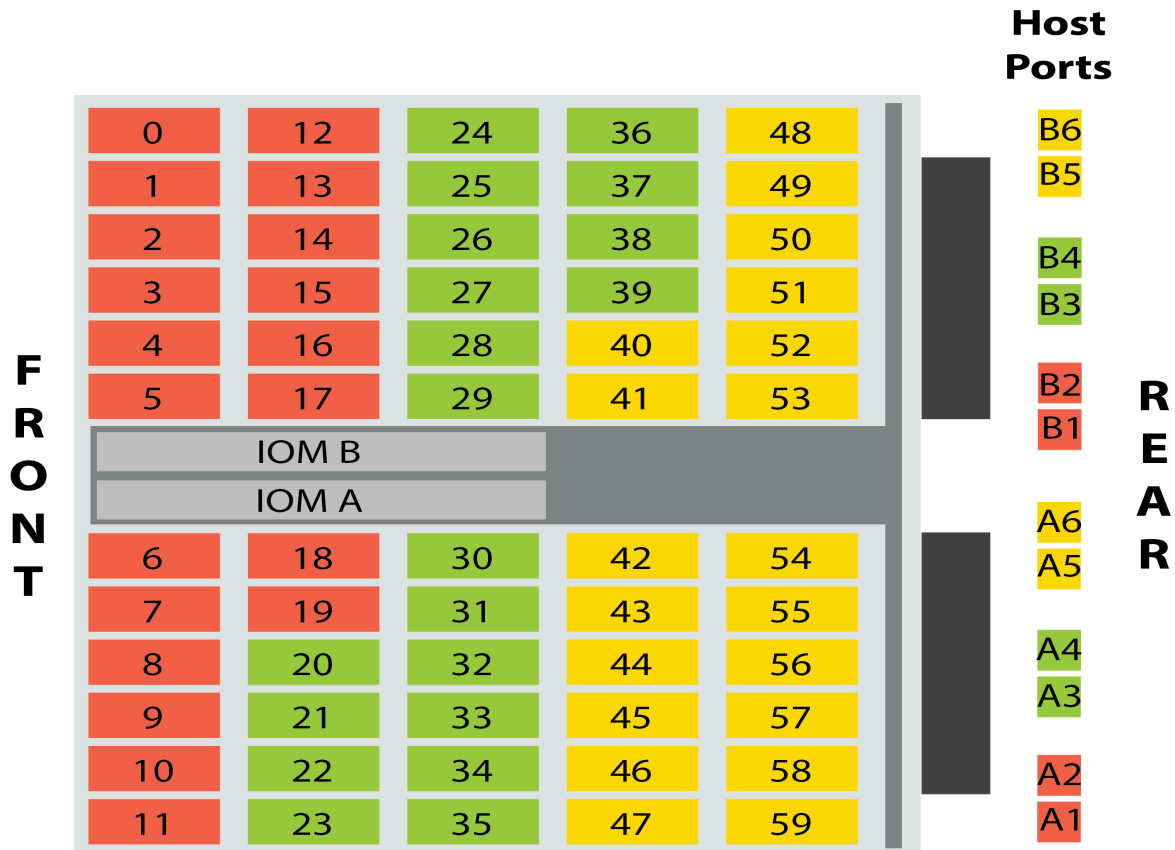 Host
Ports
0 12 24 36 48 B6
1 13 25 37 49 B5
2 14 26 38 50 B4
3 15 27 39 51 B3
4 16 28 40 52 B2
5 17 29 41 53 B1
IOM B
IOM A
6 18 30 42 54 A6
7 19 31 43 55 A5
8 20 32 44 56 A4
9 21 33 45 57 A3
10 22 34 46 58 A2
11 23 35 47 59 A1
FRONT
REAR